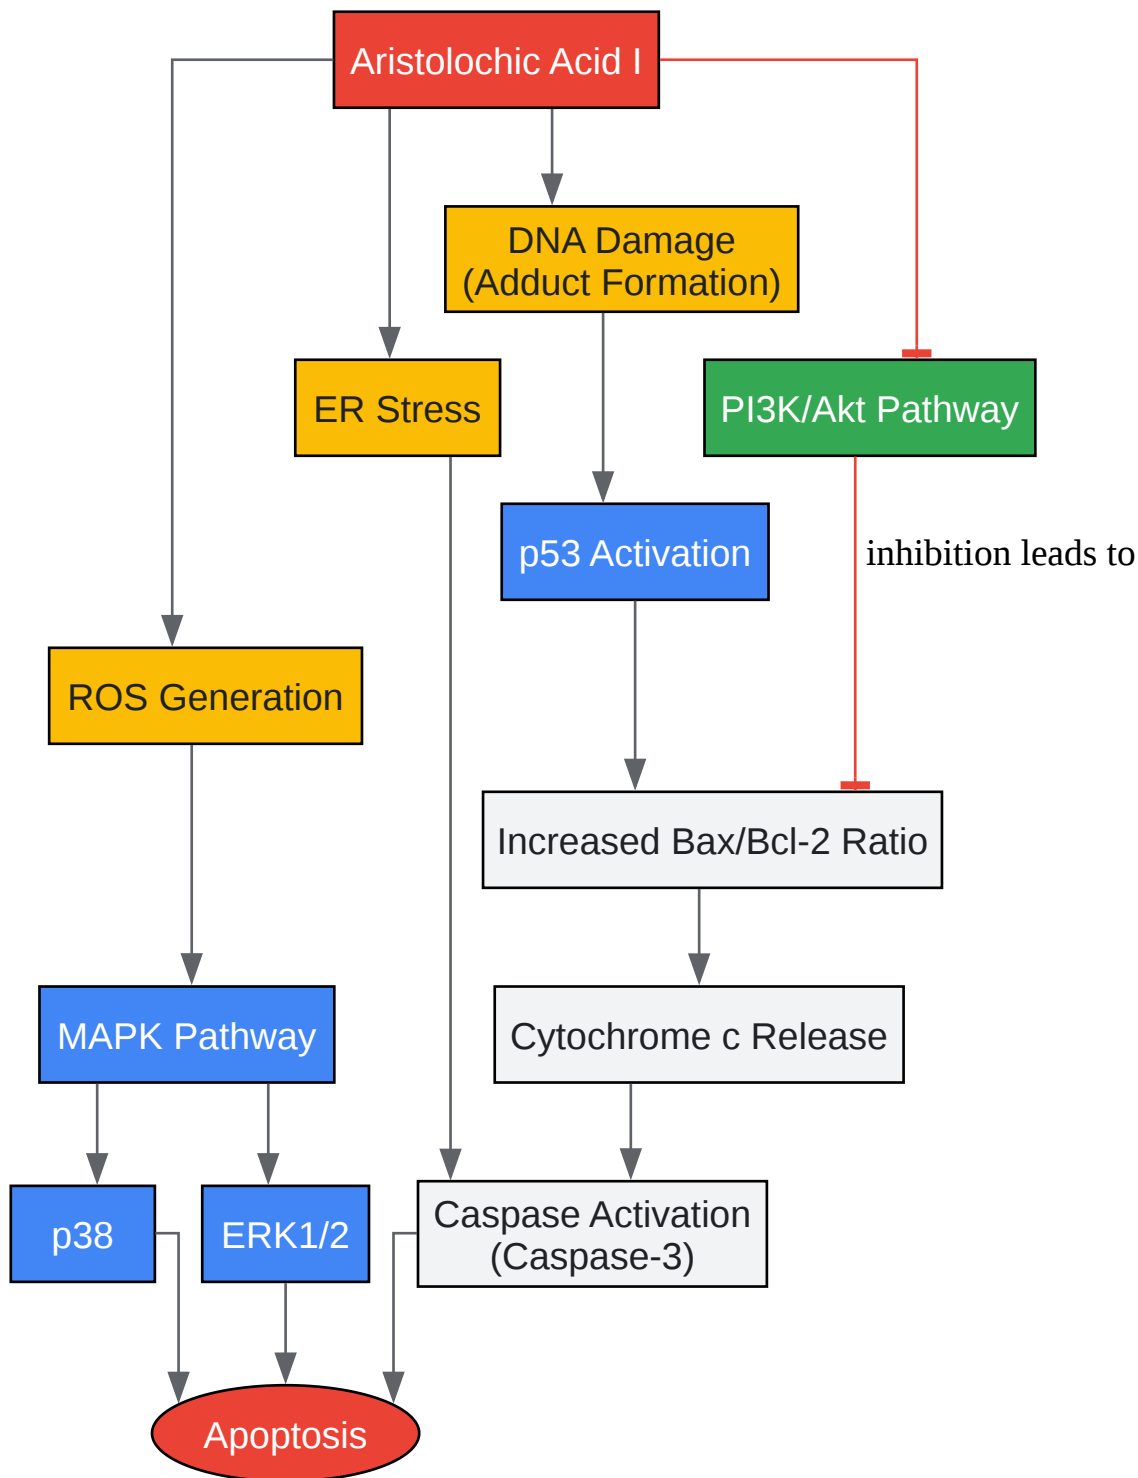 Aristolochic Acid I
DNA Damage
(Adduct Formation)
ER Stress
PI3K/Akt Pathway
p53 Activation
inhibition leads to
ROS Generation
Increased Bax/Bcl-2 Ratio
MAPK Pathway
Cytochrome c Release
p38
ERK1/2
Caspase Activation
(Caspase-3)
Apoptosis